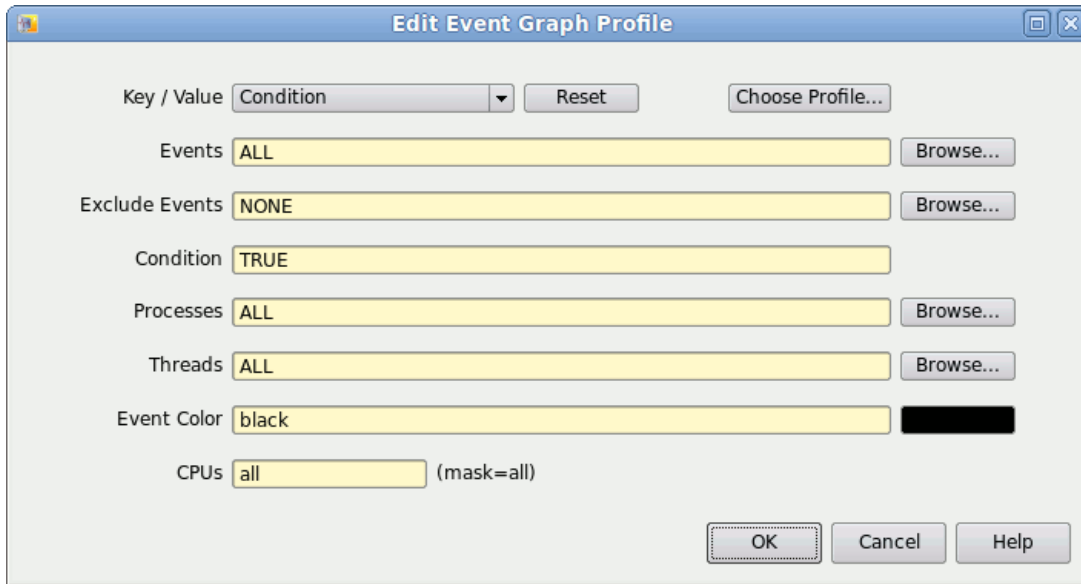 Edit Event Graph Profile
Key / Value Condition Reset Choose Profile...
Events ALL Browse...
Exclude Events NONE Browse...
Condition TRUE
Processes ALL Browse...
Threads ALL Browse...
Event Color black
CPUs all (mask=all)
OK Cancel Help